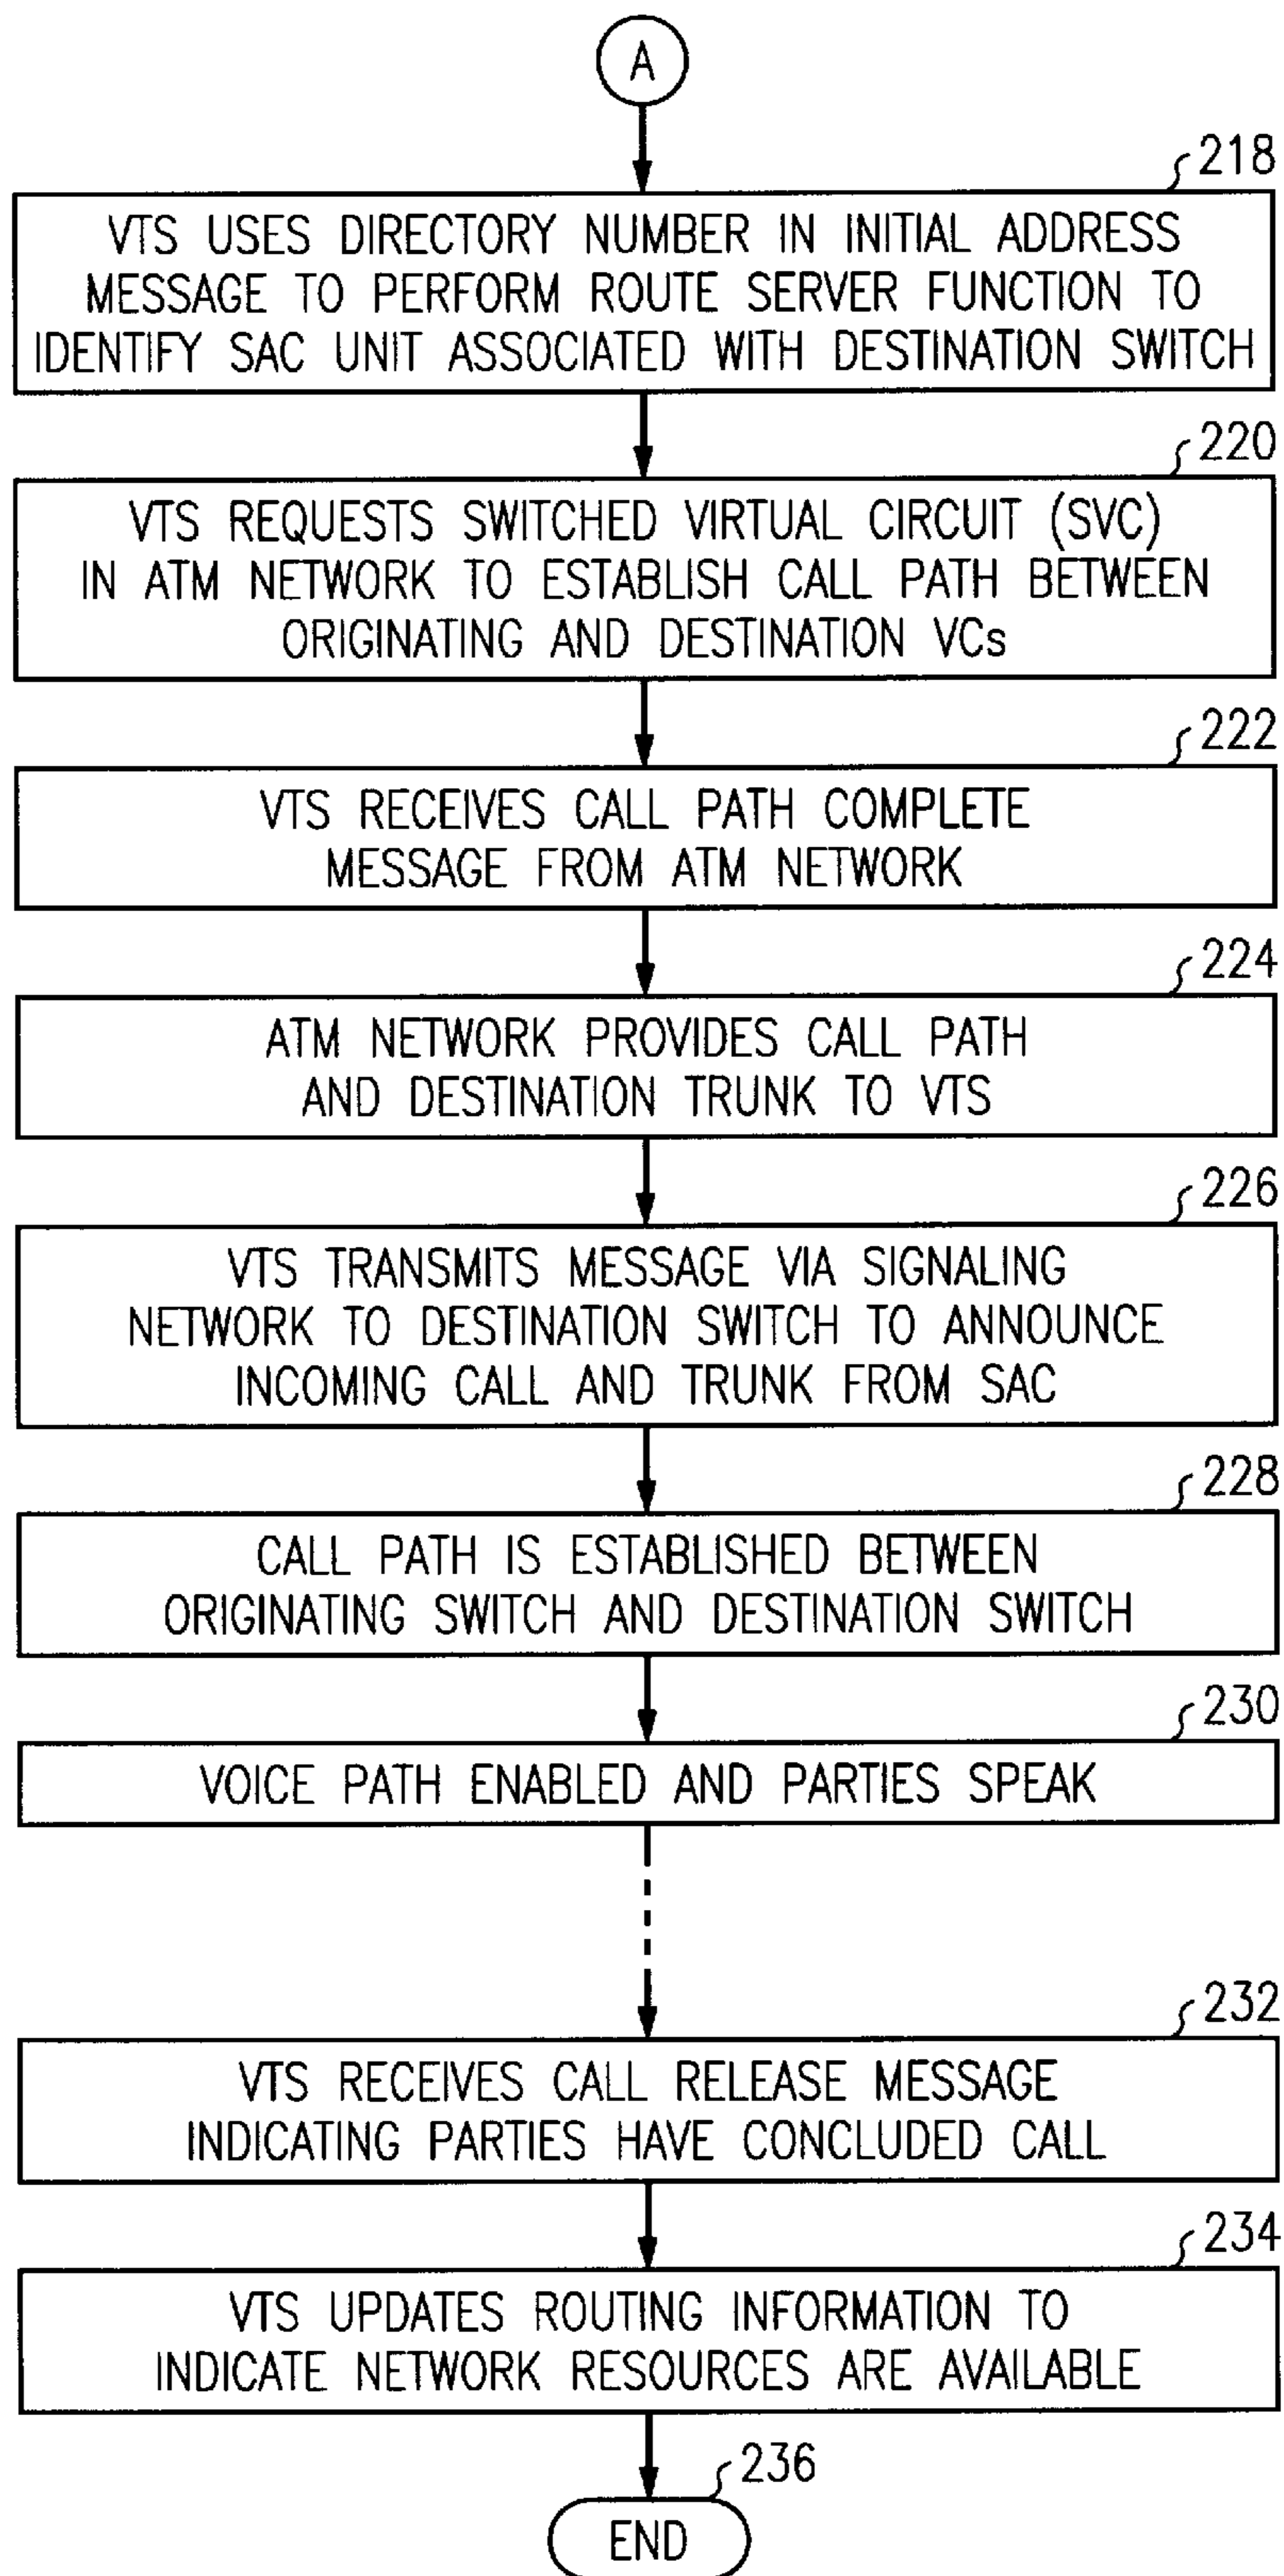 A
218
VTS USES DIRECTORY NUMBER IN INITIAL ADDRESS
MESSAGE TO PERFORM ROUTE SERVER FUNCTION TO
IDENTIFY SAC UNIT ASSOCIATED WITH DESTINATION SWITCH
220
VTS REQUESTS SWITCHED VIRTUAL CIRCUIT (SVC)
IN ATM NETWORK TO ESTABLISH CALL PATH BETWEEN
ORIGINATING AND DESTINATION VCs
222
VTS RECEIVES CALL PATH COMPLETE
MESSAGE FROM ATM NETWORK
224
ATM NETWORK PROVIDES CALL PATH
AND DESTINATION TRUNK TO VTS
226
VTS TRANSMITS MESSAGE VIA SIGNALING
NETWORK TO DESTINATION SWITCH TO ANNOUNCE
INCOMING CALL AND TRUNK FROM SAC
228
CALL PATH IS ESTABLISHED BETWEEN
ORIGINATING SWITCH AND DESTINATION SWITCH
230
VOICE PATH ENABLED AND PARTIES SPEAK
232
VTS RECEIVES CALL RELEASE MESSAGE
INDICATING PARTIES HAVE CONCLUDED CALL
234
VTS UPDATES ROUTING INFORMATION TO
INDICATE NETWORK RESOURCES ARE AVAILABLE
236
END